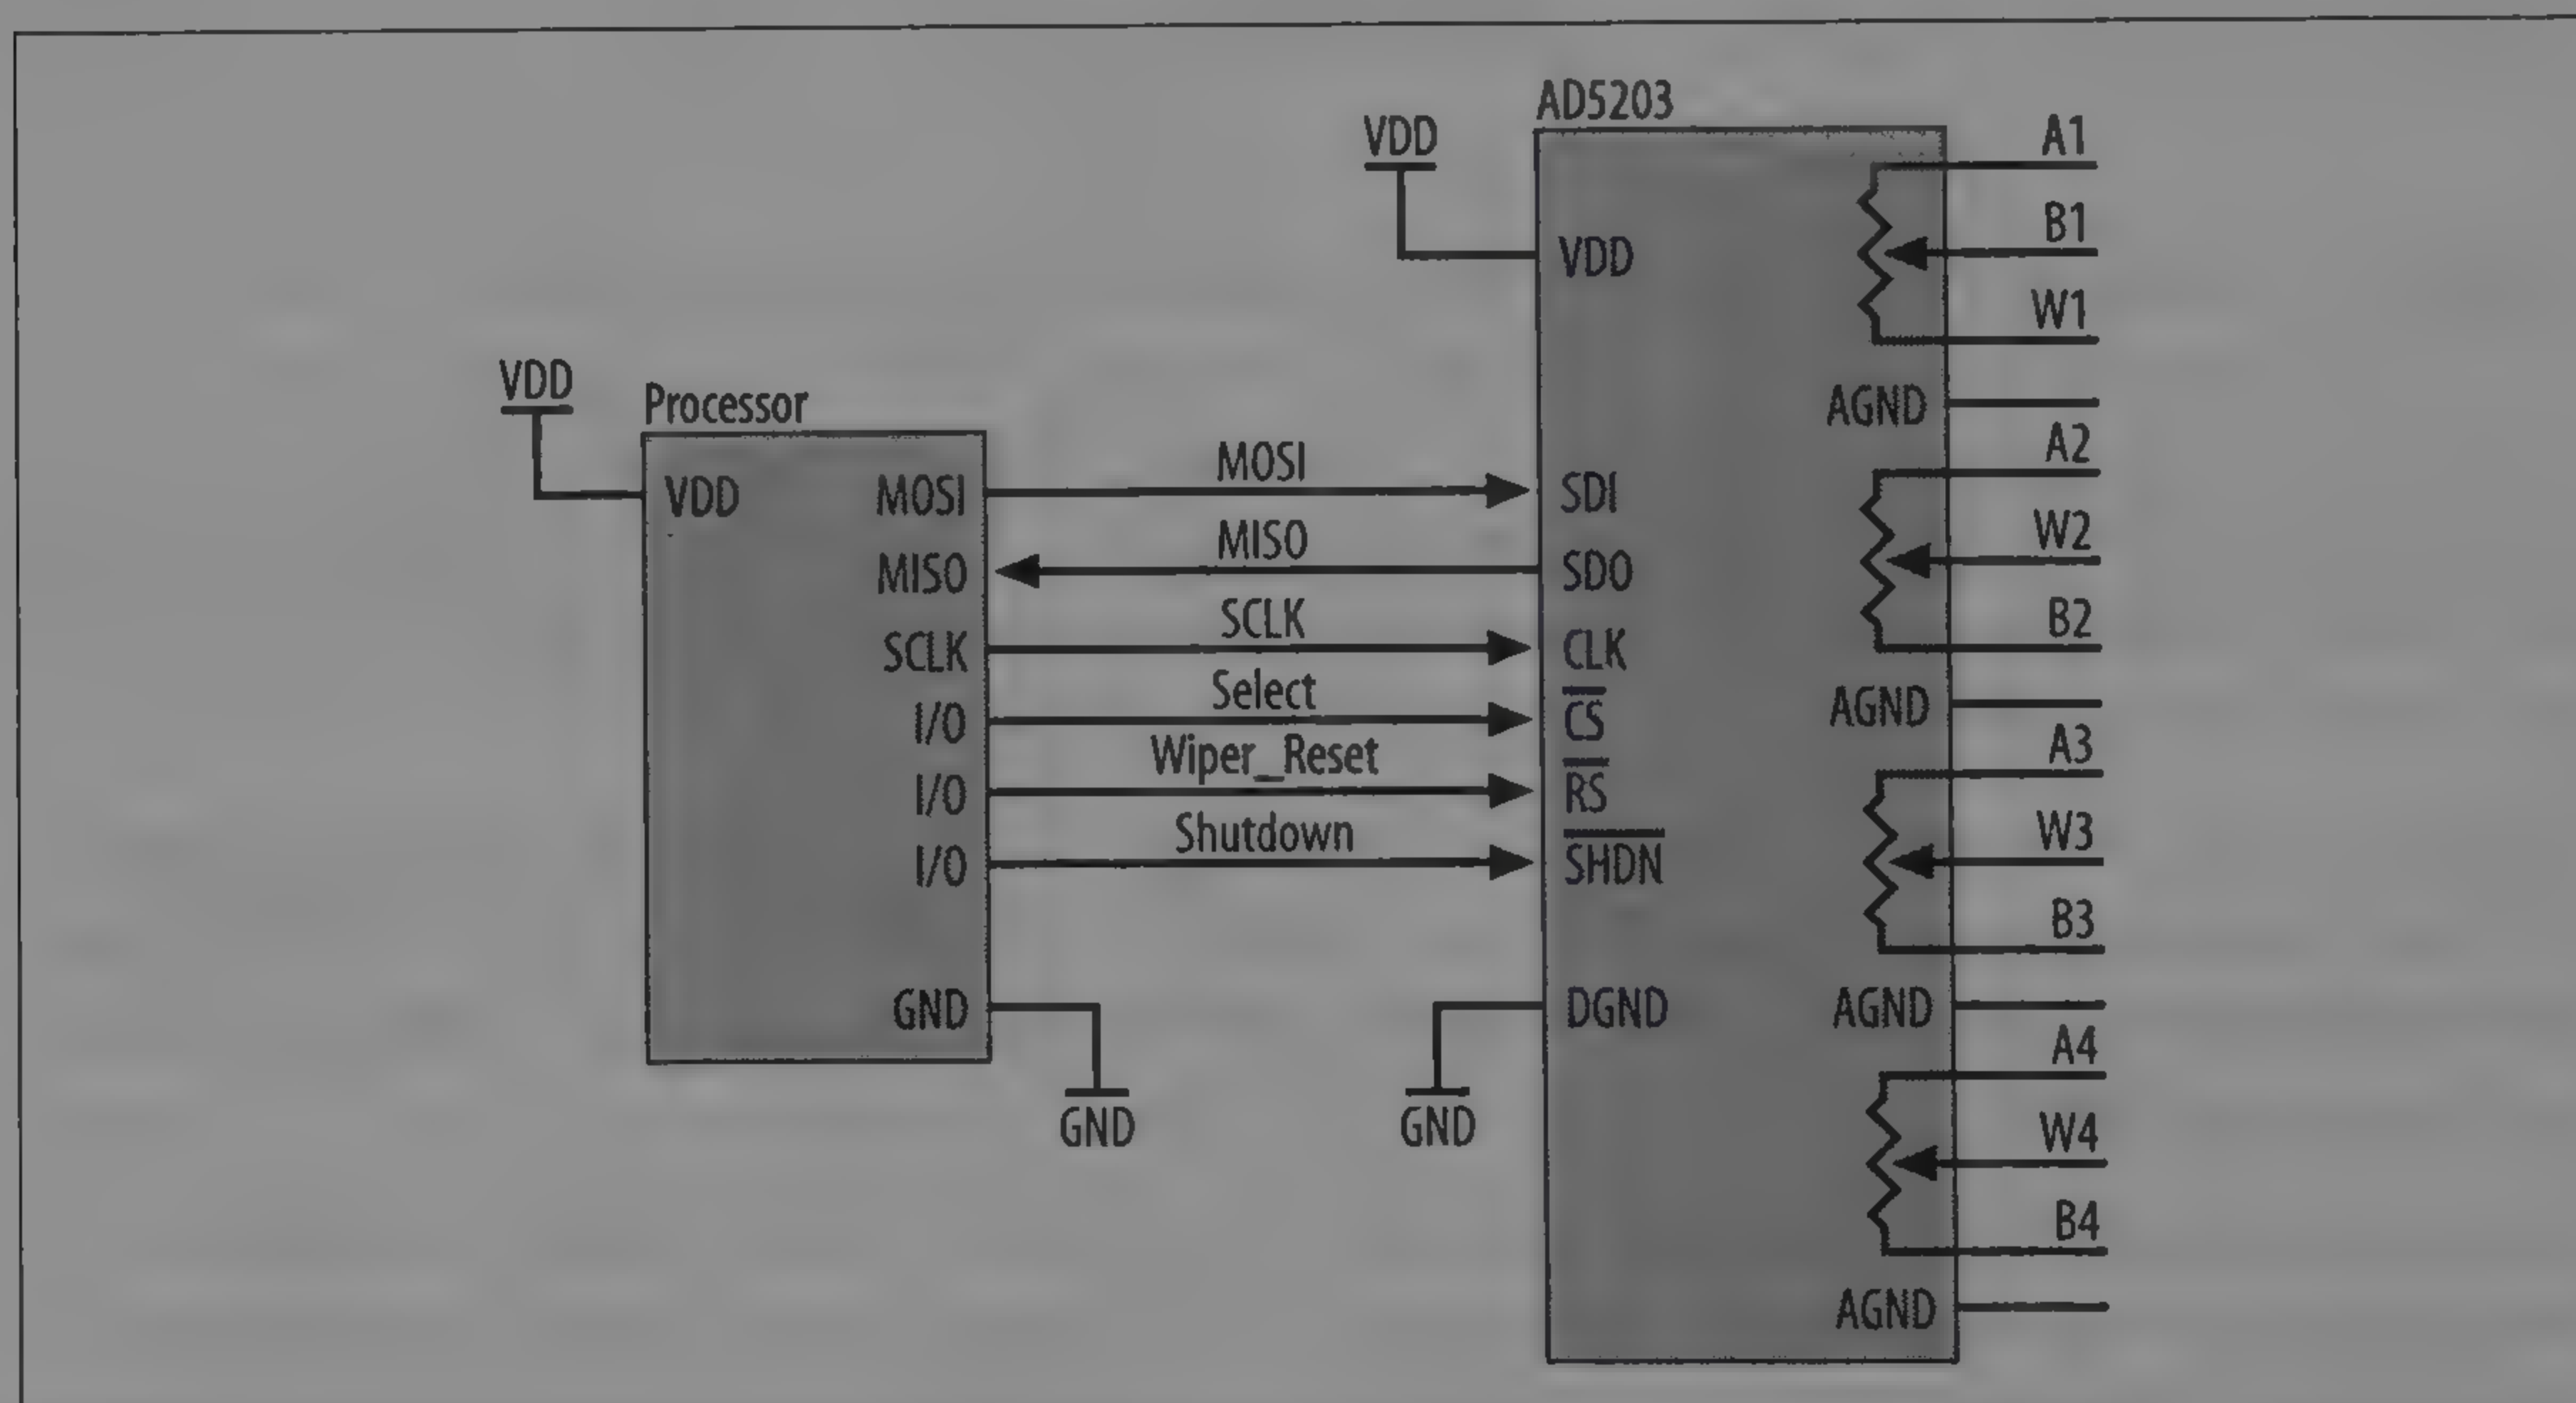 AD5203
VDD
A1
B1
VDD
W1
VDD
Processor
AGND
A2
VDD
MOSI
MOSI
SDI
MISO
W2
MISO
SDO
SCLK
B2
SCLK
CLK
Select
I/O
CS
AGND
Wiper_Reset
A3
I/O
RS
Shutdown
W3
I/O
SHDN
B3
GND
DGND
AGND
A4
GND
GND
W4
B4
AGND